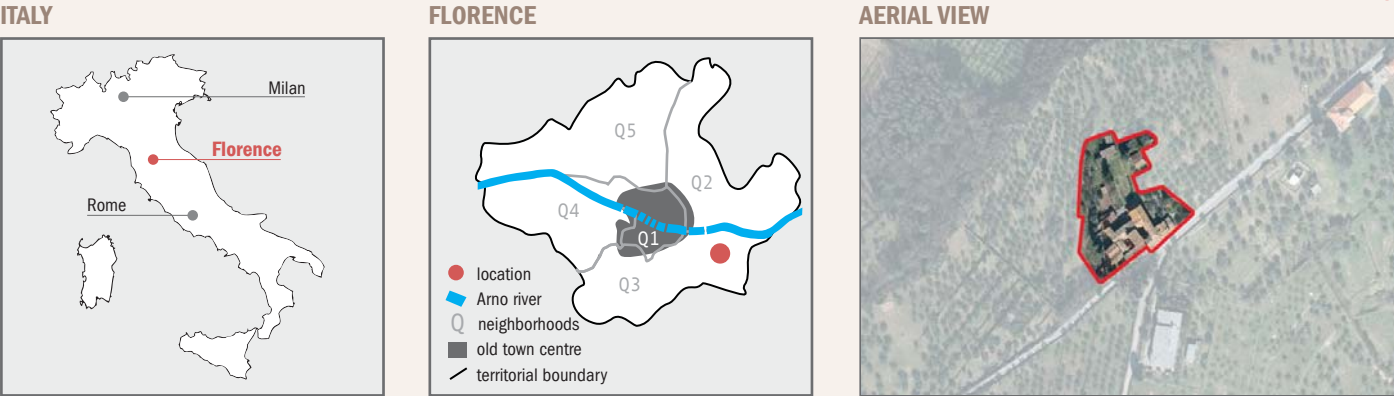 ITALY
Milan
Florence
Rome
FLORENCE
Q5
Q2
Q4
Q1
Q3
location
Arno river
Q neighborhoods
old town centre
territorial boundary
AERIAL VIEW